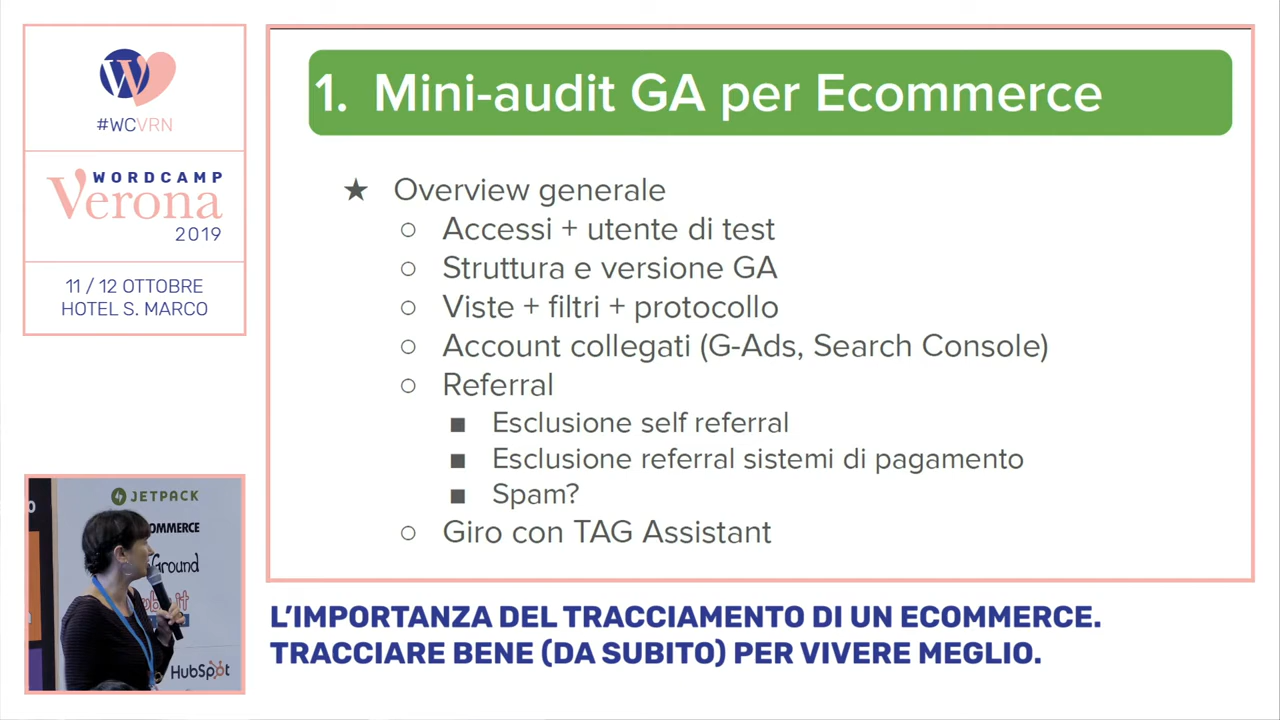 #WCVRN
WORDCAMP
Verona
2019
11 / 12 OTTOBRE
HOTEL S. MARCO
1. Mini-audit GA per Ecommerce
★ Overview generale
○ Accessi + utente di test
○ Struttura e versione GA
○ Viste + filtri + protocollo
○ Account collegati (G-Ads, Search Console)
○ Referral
■ Esclusione self referral
■ Esclusione referral sistemi di pagamento
■ Spam?
○ Giro con TAG Assistant
JETPACK
OMMERCE
Ground
HubSpot
L'IMPORTANZA DEL TRACCIAMENTO DI UN ECOMMERCE.
TRACCIARE BENE (DA SUBITO) PER VIVERE MEGLIO.